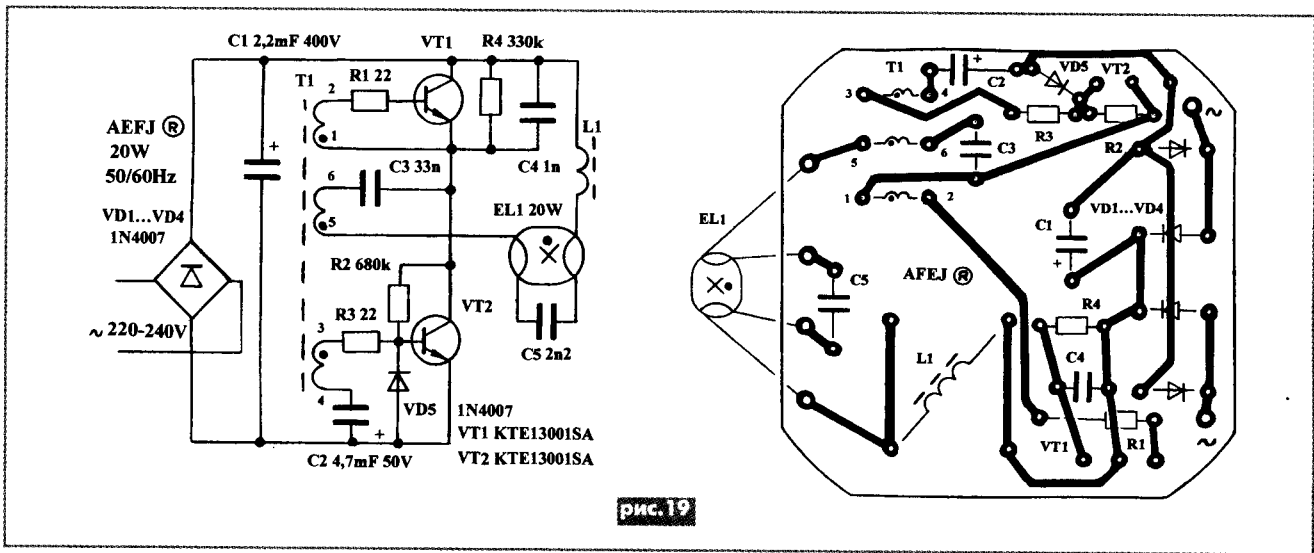 C1 2,2mF 400V
VT1
R4 330k
T1
R1 22
2
1
+
AEFJ ®
20W
50/60Hz
C3 33n
C4 1n
L1
6
5
EL1 20W
VD1...VD4
1N4007
R2 680k
VT2
R3 22
3
4
~ 220-240V
C5 2n2
VD5
1N4007
+
VT1 KTE13001SA
C2 4,7mF 50V
VT2 KTE13001SA
T1
+
C2
VD5
VT2
3
4
~
R3
R2
5
6
C3
1
2
VD1...VD4
EL1
C1
+
C5
AFEJ ®
R4
L1
C4
VT1
R1
~
рис.19